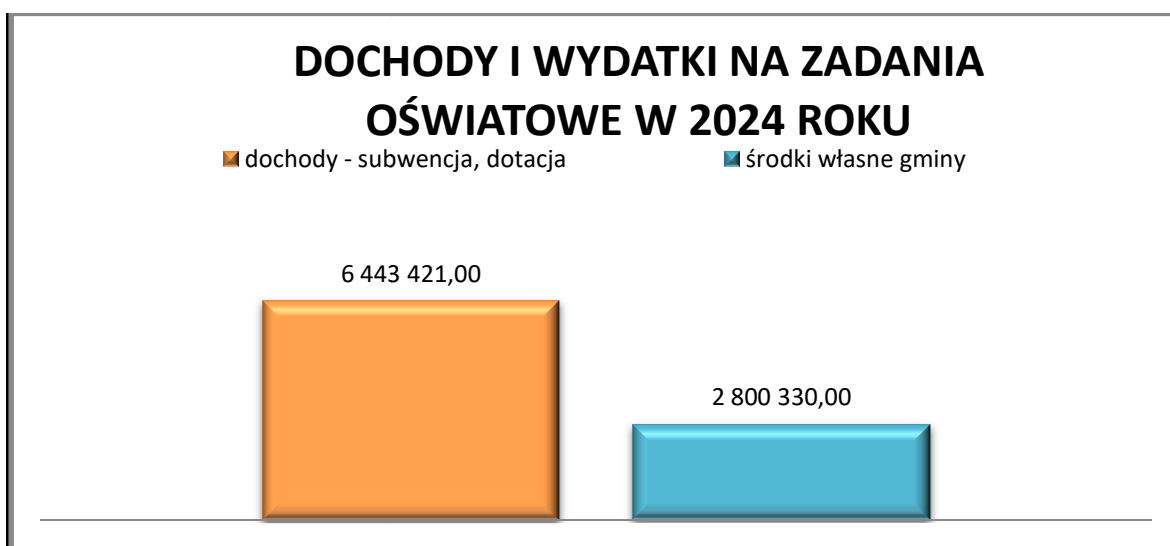 DOCHODY I WYDATKI NA ZADANIA
OŚWIATOWE W 2024 ROKU
dochody - subwencja, dotacja
środki własne gminy
6 443 421,00
2 800 330,00